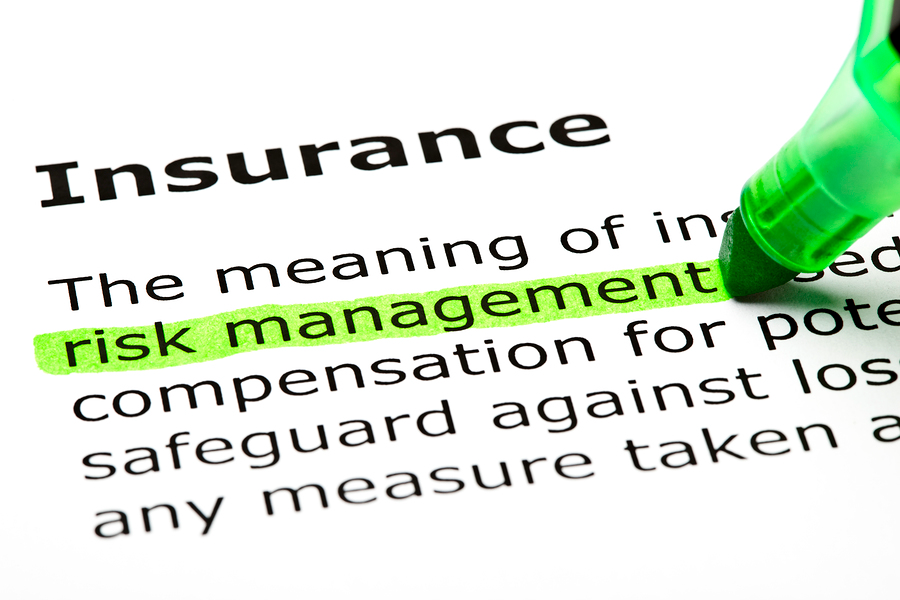 Insurance
The meaning of
risk management
compensation for
safeguard against
any measure taken